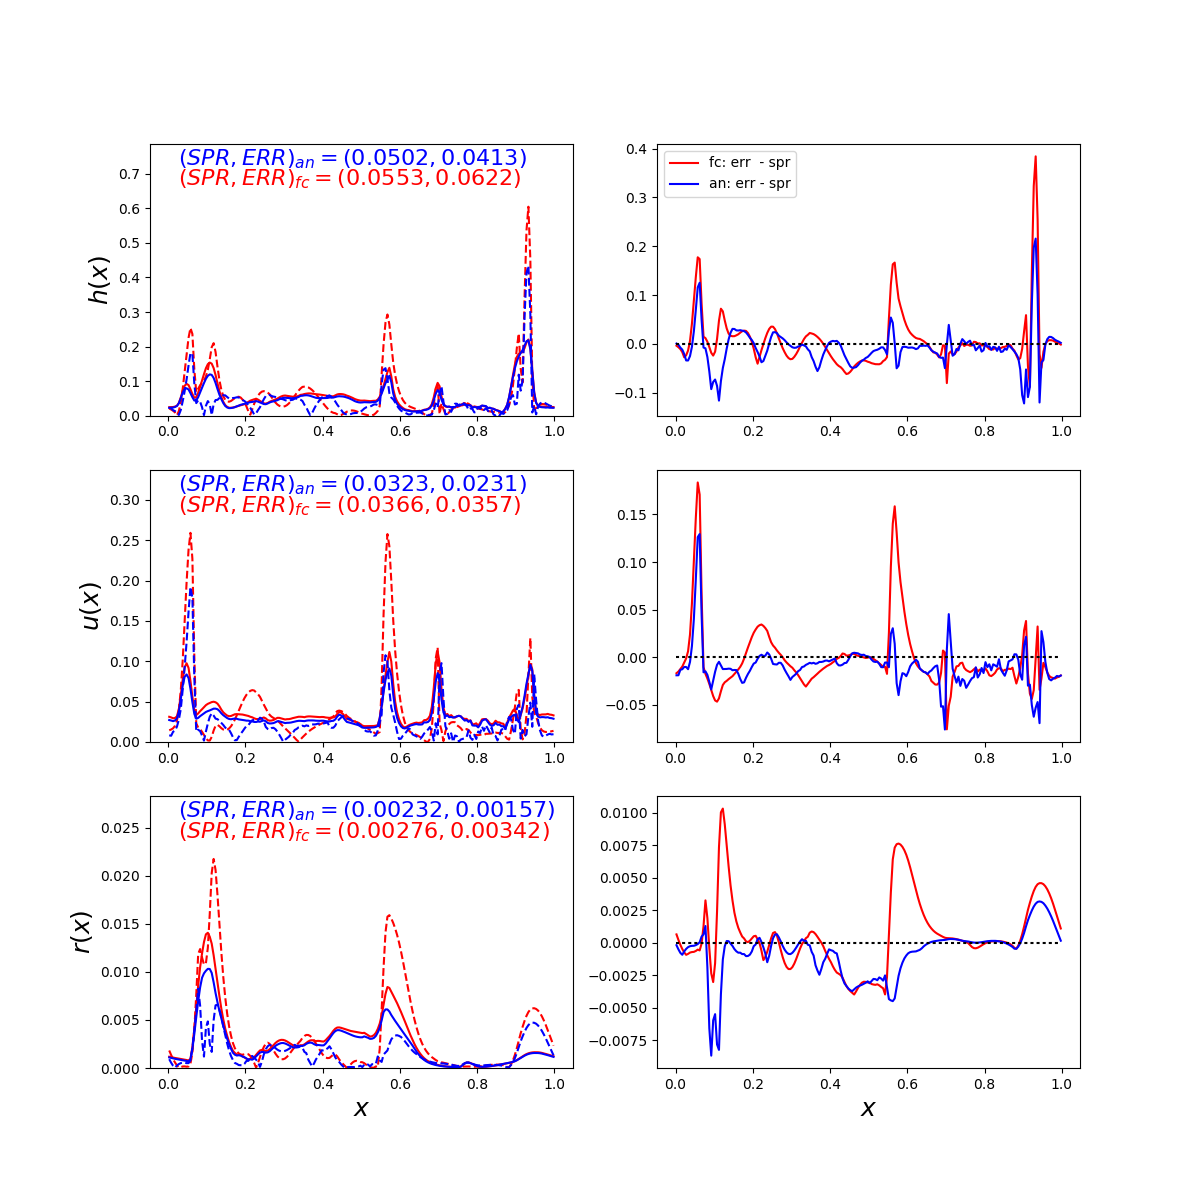 (SPR, ERR)an = (0.0502, 0.0413)
(SPR, ERR)fc = (0.0553, 0.0622)
h(x)
0.7
0.6
0.5
0.4
0.3
0.2
0.1
0.0
0.0 0.2 0.4 0.6 0.8 1.0
fc: err - spr
an: err - spr
0.4
0.3
0.2
0.1
0.0
−0.1
0.0 0.2 0.4 0.6 0.8 1.0
(SPR, ERR)an = (0.0323, 0.0231)
(SPR, ERR)fc = (0.0366, 0.0357)
u(x)
0.30
0.25
0.20
0.15
0.10
0.05
0.00
0.0 0.2 0.4 0.6 0.8 1.0
0.15
0.10
0.05
0.00
−0.05
0.0 0.2 0.4 0.6 0.8 1.0
(SPR, ERR)an = (0.00232, 0.00157)
(SPR, ERR)fc = (0.00276, 0.00342)
r(x)
0.025
0.020
0.015
0.010
0.005
0.000
0.0 0.2 0.4 0.6 0.8 1.0
x
0.0100
0.0075
0.0050
0.0025
0.0000
−0.0025
−0.0050
−0.0075
0.0 0.2 0.4 0.6 0.8 1.0
x